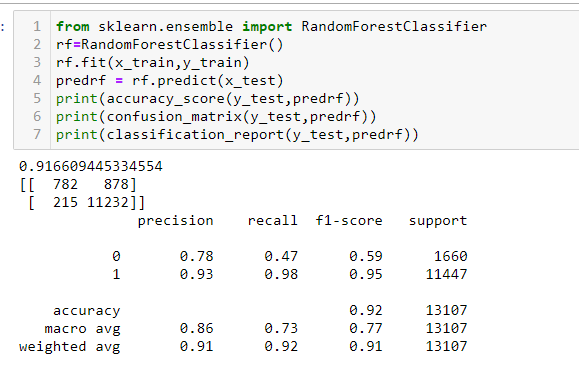 :
1 from sklearn.ensemble import RandomForestClassifier
2 rf=RandomForestClassifier()
3 rf.fit(x_train,y_train)
4 predrf = rf.predict(x_test)
5 print(accuracy_score(y_test,predrf))
6 print(confusion_matrix(y_test,predrf))
7 print(classification_report(y_test,predrf))
0.916609445334554
[[  782   878]
 [  215 11232]]
precision recall f1-score support
0 0.78 0.47 0.59 1660
1 0.93 0.98 0.95 11447
accuracy 0.92 13107
macro avg 0.86 0.73 0.77 13107
weighted avg 0.91 0.92 0.91 13107